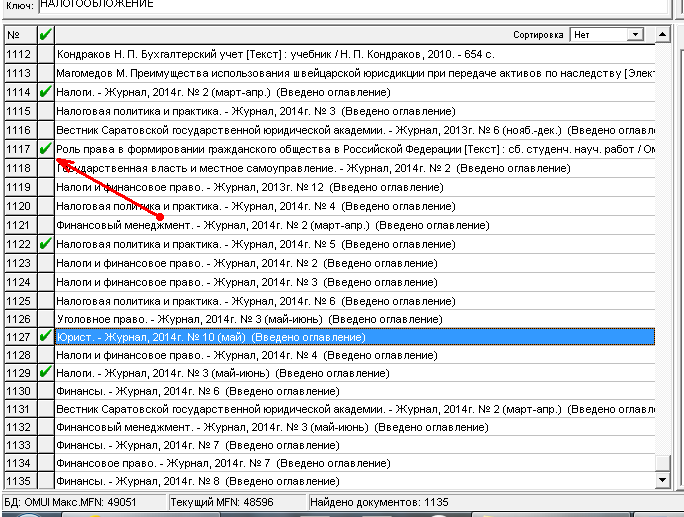 Ключ: НАЛОГООБЛОЖЕНИЕ
№ Сортировка Нет
1112 Кондраков Н. П. Бухгалтерский учет [Текст] : учебник / Н. П. Кондраков, 2010. - 654 с.
1113 Магомедов М. Преимущества использования швейцарской юрисдикции при передаче активов по наследству [Элект
1114 Налоги. - Журнал, 2014г. № 2 (март-апр.) (Введено оглавление)
1115 Налоговая политика и практика. - Журнал, 2014г. № 3 (Введено оглавление)
1116 Вестник Саратовской государственной юридической академии. - Журнал, 2013г. № 6 (нояб.-дек.) (Введено оглавл
1117 Роль права в формировании гражданского общества в Российской Федерации [Текст] : сб. студенч. науч. работ / Ом
1118 Государственная власть и местное самоуправление. - Журнал, 2014г. № 2 (Введено оглавление)
1119 Налоги и финансовое право. - Журнал, 2013г. № 12 (Введено оглавление)
1120 Налоговая политика и практика. - Журнал, 2014г. № 4 (Введено оглавление)
1121 Финансовый менеджмент. - Журнал, 2014г. № 2 (март-апр.) (Введено оглавление)
1122 Налоговая политика и практика. - Журнал, 2014г. № 5 (Введено оглавление)
1123 Налоги и финансовое право. - Журнал, 2014г. № 2 (Введено оглавление)
1124 Налоги и финансовое право. - Журнал, 2014г. № 3 (Введено оглавление)
1125 Налоговая политика и практика. - Журнал, 2014г. № 6 (Введено оглавление)
1126 Уголовное право. - Журнал, 2014г. № 3 (май-июнь) (Введено оглавление)
1127 Юрист. - Журнал, 2014г. № 10 (май) (Введено оглавление)
1128 Налоги и финансовое право. - Журнал, 2014г. № 4 (Введено оглавление)
1129 Налоги. - Журнал, 2014г. № 3 (май-июнь) (Введено оглавление)
1130 Финансы. - Журнал, 2014г. № 6 (Введено оглавление)
1131 Вестник Саратовской государственной юридической академии. - Журнал, 2014г. № 2 (март-апр.) (Введено оглавл
1132 Финансовый менеджмент. - Журнал, 2014г. № 3 (май-июнь) (Введено оглавление)
1133 Финансы. - Журнал, 2014г. № 7 (Введено оглавление)
1134 Финансовое право. - Журнал, 2014г. № 7 (Введено оглавление)
1135 Финансы. - Журнал, 2014г. № 8 (Введено оглавление)
БД: OMUI Макс.MFN: 49051 Текущий MFN: 48596 Найдено документов: 1135